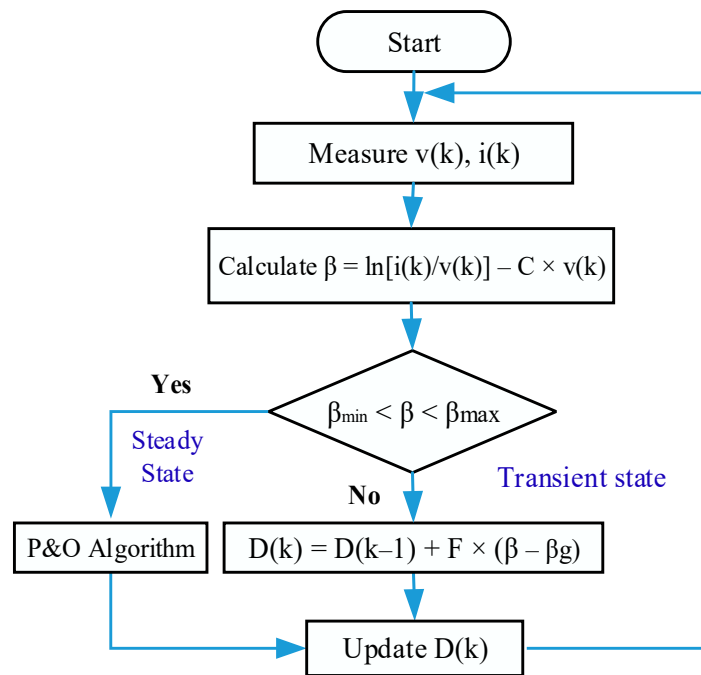 Start
Measure v(k), i(k)
Calculate β = ln[i(k)/v(k)] – C × v(k)
βmin < β < βmax
Yes
Steady
State
No
Transient state
P&O Algorithm
D(k) = D(k–1) + F × (β – βg)
Update D(k)